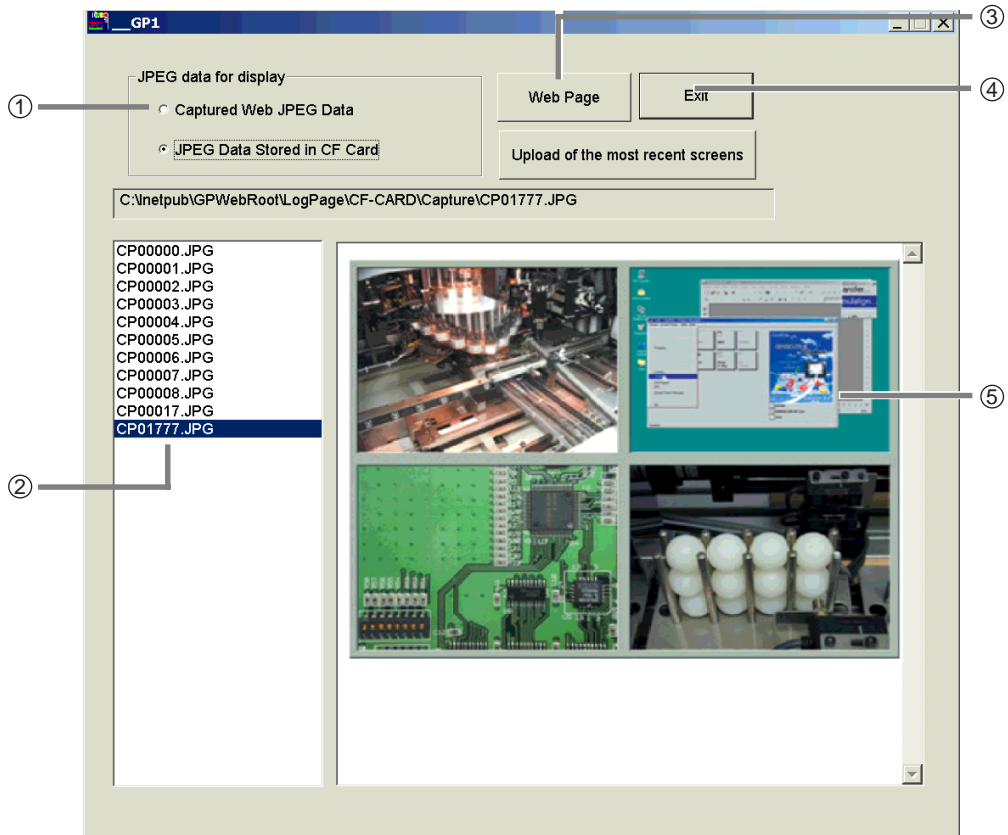 __GP1
③
JPEG data for display
① Captured Web JPEG Data
JPEG Data Stored in CF Card
Web Page
Exit
④
Upload of the most recent screens
C:\Inetpub\GPWebRoot\LogPage\CF-CARD\Capture\CP01777.JPG
CP00000.JPG
CP00001.JPG
CP00002.JPG
CP00003.JPG
CP00004.JPG
CP00005.JPG
CP00006.JPG
CP00007.JPG
CP00008.JPG
CP00017.JPG
CP01777.JPG
②
⑤